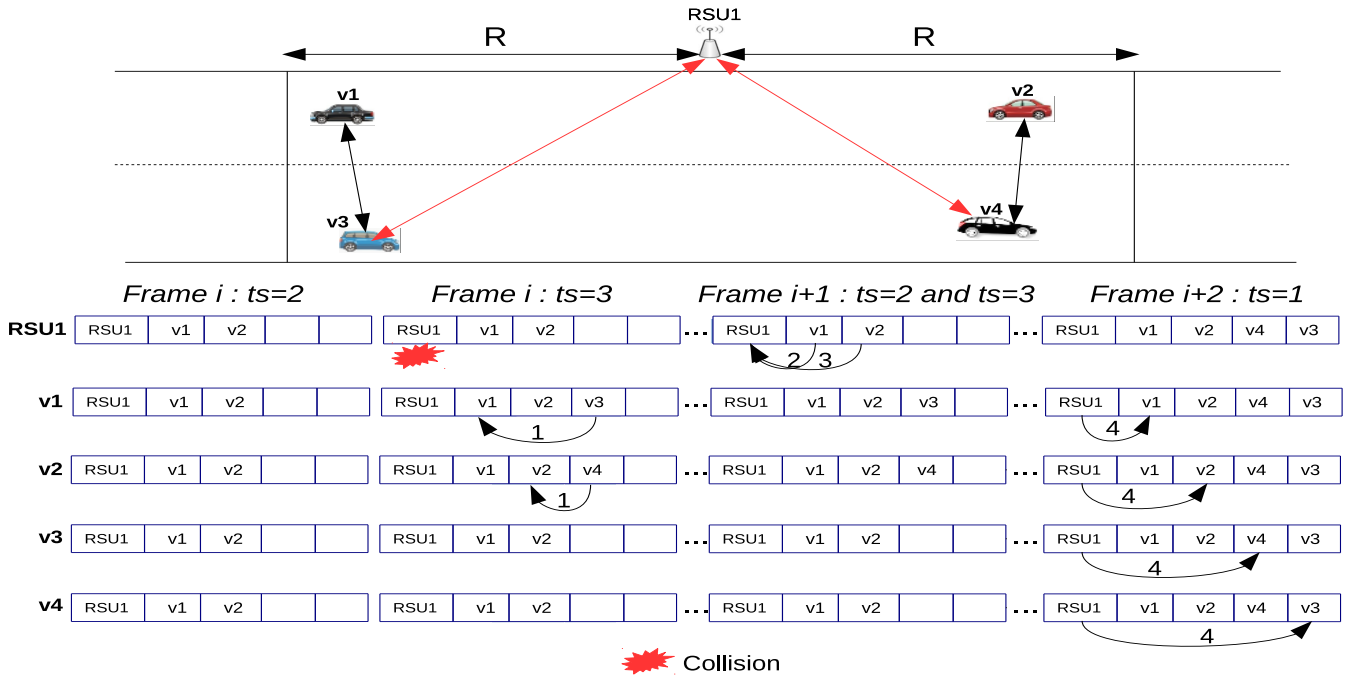 RSU1
R R
v1 v2
v3 v4
Frame i : ts=2 Frame i : ts=3 Frame i+1 : ts=2 and ts=3 Frame i+2 : ts=1
RSU1 RSU1 v1 v2 RSU1 v1 v2 ... RSU1 v1 v2 ... RSU1 v1 v2 v4 v3
2 3
v1 RSU1 v1 v2 RSU1 v1 v2 v3 ... RSU1 v1 v2 v3 ... RSU1 v1 v2 v4 v3
1 4
v2 RSU1 v1 v2 RSU1 v1 v2 v4 ... RSU1 v1 v2 v4 ... RSU1 v1 v2 v4 v3
1 4
v3 RSU1 v1 v2 RSU1 v1 v2 ... RSU1 v1 v2 ... RSU1 v1 v2 v4 v3
4
v4 RSU1 v1 v2 RSU1 v1 v2 ... RSU1 v1 v2 ... RSU1 v1 v2 v4 v3
4
Collision